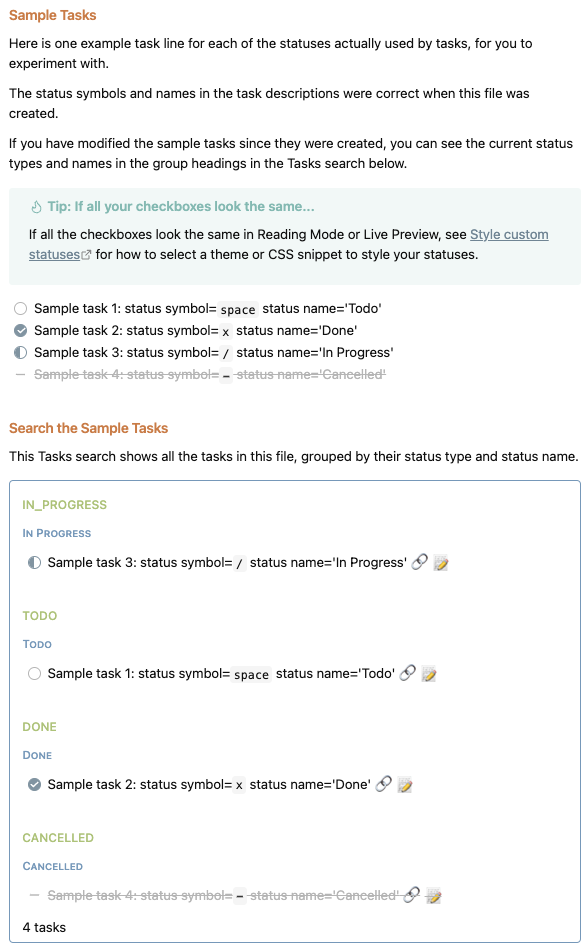 Sample Tasks
Here is one example task line for each of the statuses actually used by tasks, for you to
experiment with.
The status symbols and names in the task descriptions were correct when this file was
created.
If you have modified the sample tasks since they were created, you can see the current status
types and names in the group headings in the Tasks search below.
Tip: If all your checkboxes look the same...
If all the checkboxes look the same in Reading Mode or Live Preview, see Style custom
statuses for how to select a theme or CSS snippet to style your statuses.
Sample task 1: status symbol= space status name='Todo'
Sample task 2: status symbol= x status name='Done'
Sample task 3: status symbol= / status name='In Progress'
Sample task 4: status symbol= - status name='Cancelled'
Search the Sample Tasks
This Tasks search shows all the tasks in this file, grouped by their status type and status name.
IN_PROGRESS
In Progress
Sample task 3: status symbol= / status name='In Progress'
TODO
Todo
Sample task 1: status symbol= space status name='Todo'
DONE
Done
Sample task 2: status symbol= x status name='Done'
CANCELLED
Cancelled
Sample task 4: status symbol= - status name='Cancelled'
4 tasks